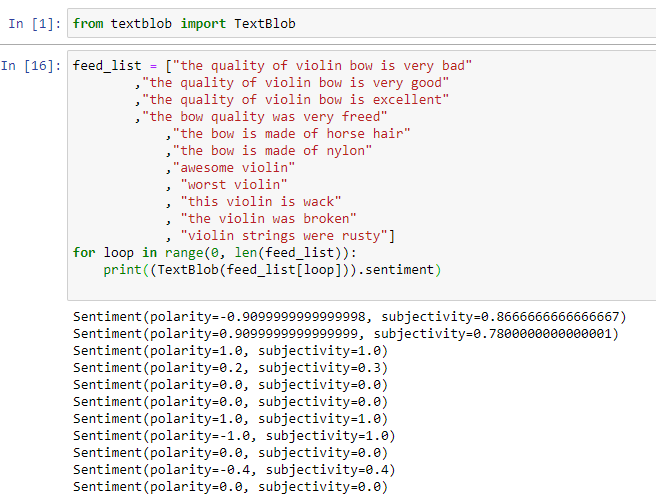 In [1]: from textblob import TextBlob
In [16]: feed_list = ["the quality of violin bow is very bad"
,"the quality of violin bow is very good"
,"the quality of violin bow is excellent"
,"the bow quality was very freed"
,"the bow is made of horse hair"
,"the bow is made of nylon"
,"awesome violin"
, "worst violin"
, "this violin is wack"
, "the violin was broken"
, "violin strings were rusty"]
for loop in range(0, len(feed_list)):
print((TextBlob(feed_list[loop])).sentiment)
Sentiment(polarity=-0.9099999999999998, subjectivity=0.8666666666666667)
Sentiment(polarity=0.9099999999999999, subjectivity=0.7800000000000001)
Sentiment(polarity=1.0, subjectivity=1.0)
Sentiment(polarity=0.2, subjectivity=0.3)
Sentiment(polarity=0.0, subjectivity=0.0)
Sentiment(polarity=0.0, subjectivity=0.0)
Sentiment(polarity=1.0, subjectivity=1.0)
Sentiment(polarity=-1.0, subjectivity=1.0)
Sentiment(polarity=0.0, subjectivity=0.0)
Sentiment(polarity=-0.4, subjectivity=0.4)
Sentiment(polarity=0.0, subjectivity=0.0)